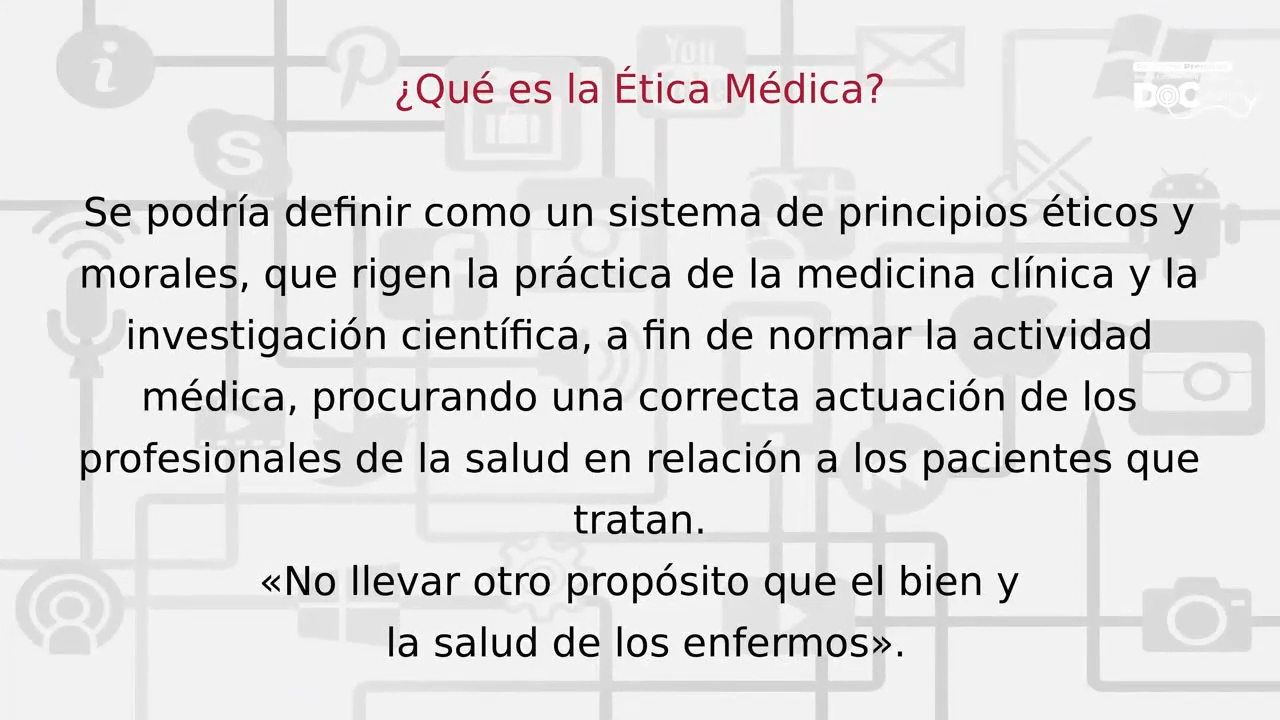 ¿Qué es la Ética Médica?
Se podría definir como un sistema de principios éticos y
morales, que rigen la práctica de la medicina clínica y la
investigación científica, a fin de normar la actividad
médica, procurando una correcta actuación de los
profesionales de la salud en relación a los pacientes que
tratan.
«No llevar otro propósito que el bien y
la salud de los enfermos».
You
DOC